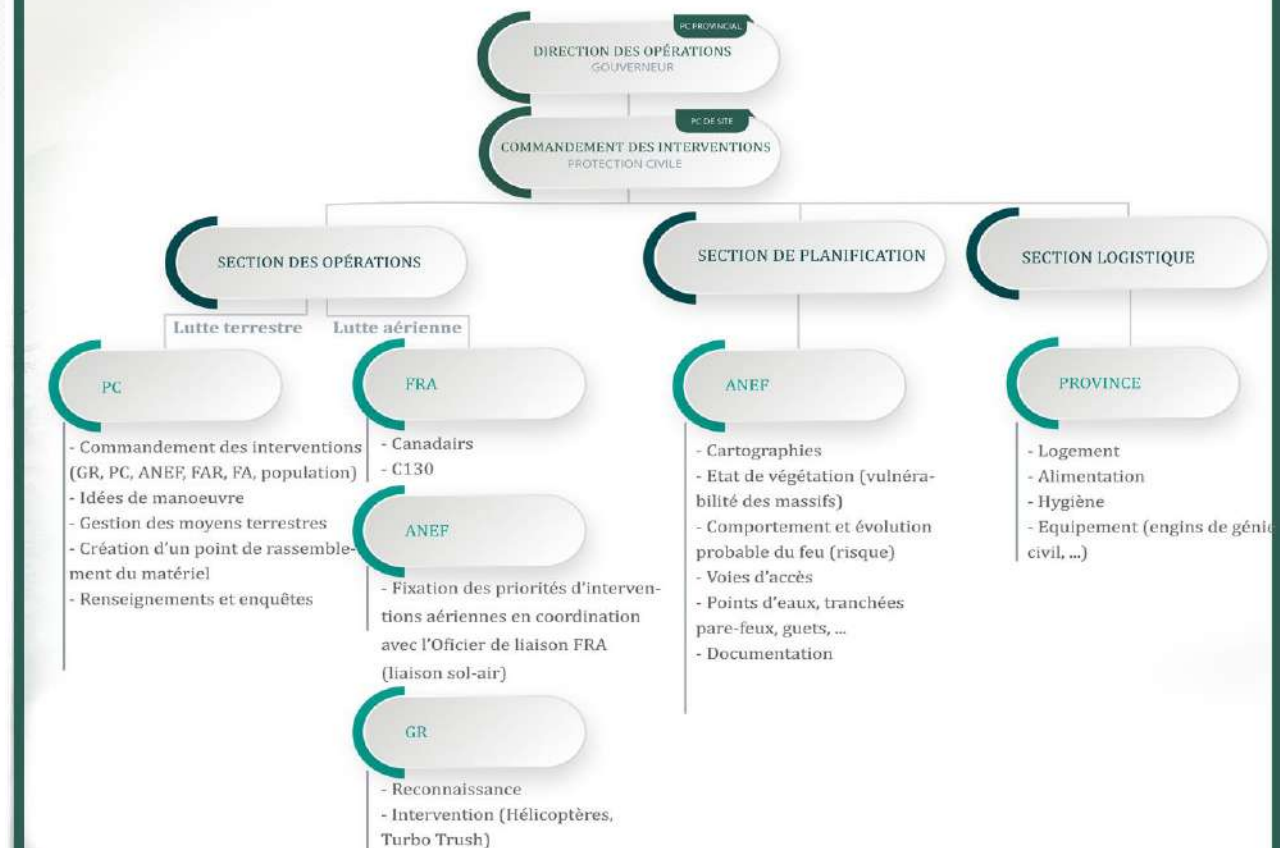 PC PROVINCIAL
DIRECTION DES OPÉRATIONS
GOUVERNEUR
PC DE SITE
COMMANDEMENT DES INTERVENTIONS
PROTECTION CIVILE
SECTION DES OPÉRATIONS
Lutte terrestre
Lutte aérienne
PC
- Commandement des interventions
(GR, PC, ANEF, FAR, FA, population)
- Idées de manoeuvre
- Gestion des moyens terrestres
- Création d'un point de rassemble-
ment du matériel
- Renseignements et enquêtes
FRA
- Canadairs
- C130
ANEF
- Fixation des priorités d'interven-
tions aériennes en coordination
avec l'Oficier de liaison FRA
(liaison sol-air)
GR
- Reconnaissance
- Intervention (Hélicoptères,
Turbo Trush)
SECTION DE PLANIFICATION
ANEF
- Cartographies
- Etat de végétation (vulnéra-
bilité des massifs)
- Comportement et évolution
probable du feu (risque)
- Voies d'accès
- Points d'eaux, tranchées
pare-feux, guets, ...
- Documentation
SECTION LOGISTIQUE
PROVINCE
- Logement
- Alimentation
- Hygiène
- Equipement (engins de génie
civil, ...)